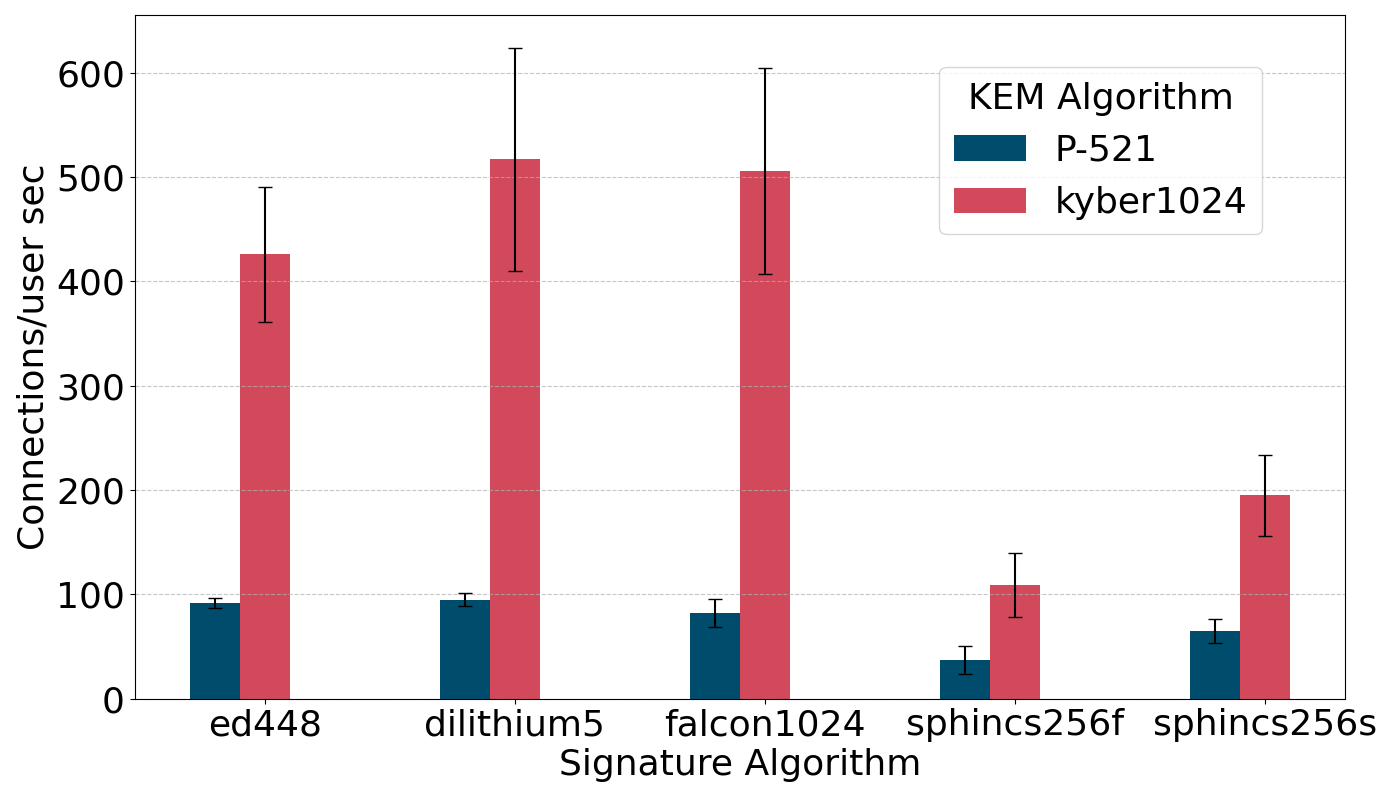 Connections/user sec
600
500
400
300
200
100
0
KEM Algorithm
P-521
kyber1024
ed448 dilithium5 falcon1024 sphincs256f sphincs256s
Signature Algorithm